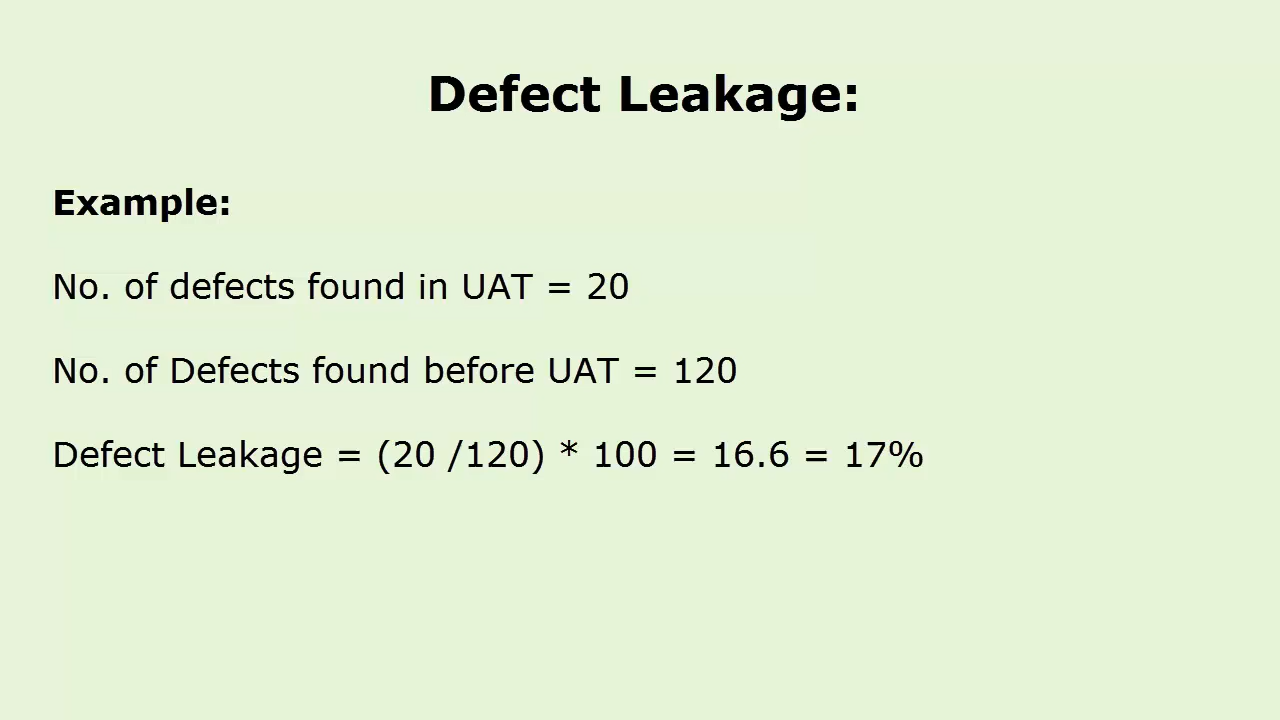 Defect Leakage:
Example:
No. of defects found in UAT = 20
No. of Defects found before UAT = 120
Defect Leakage = (20 /120) * 100 = 16.6 = 17%